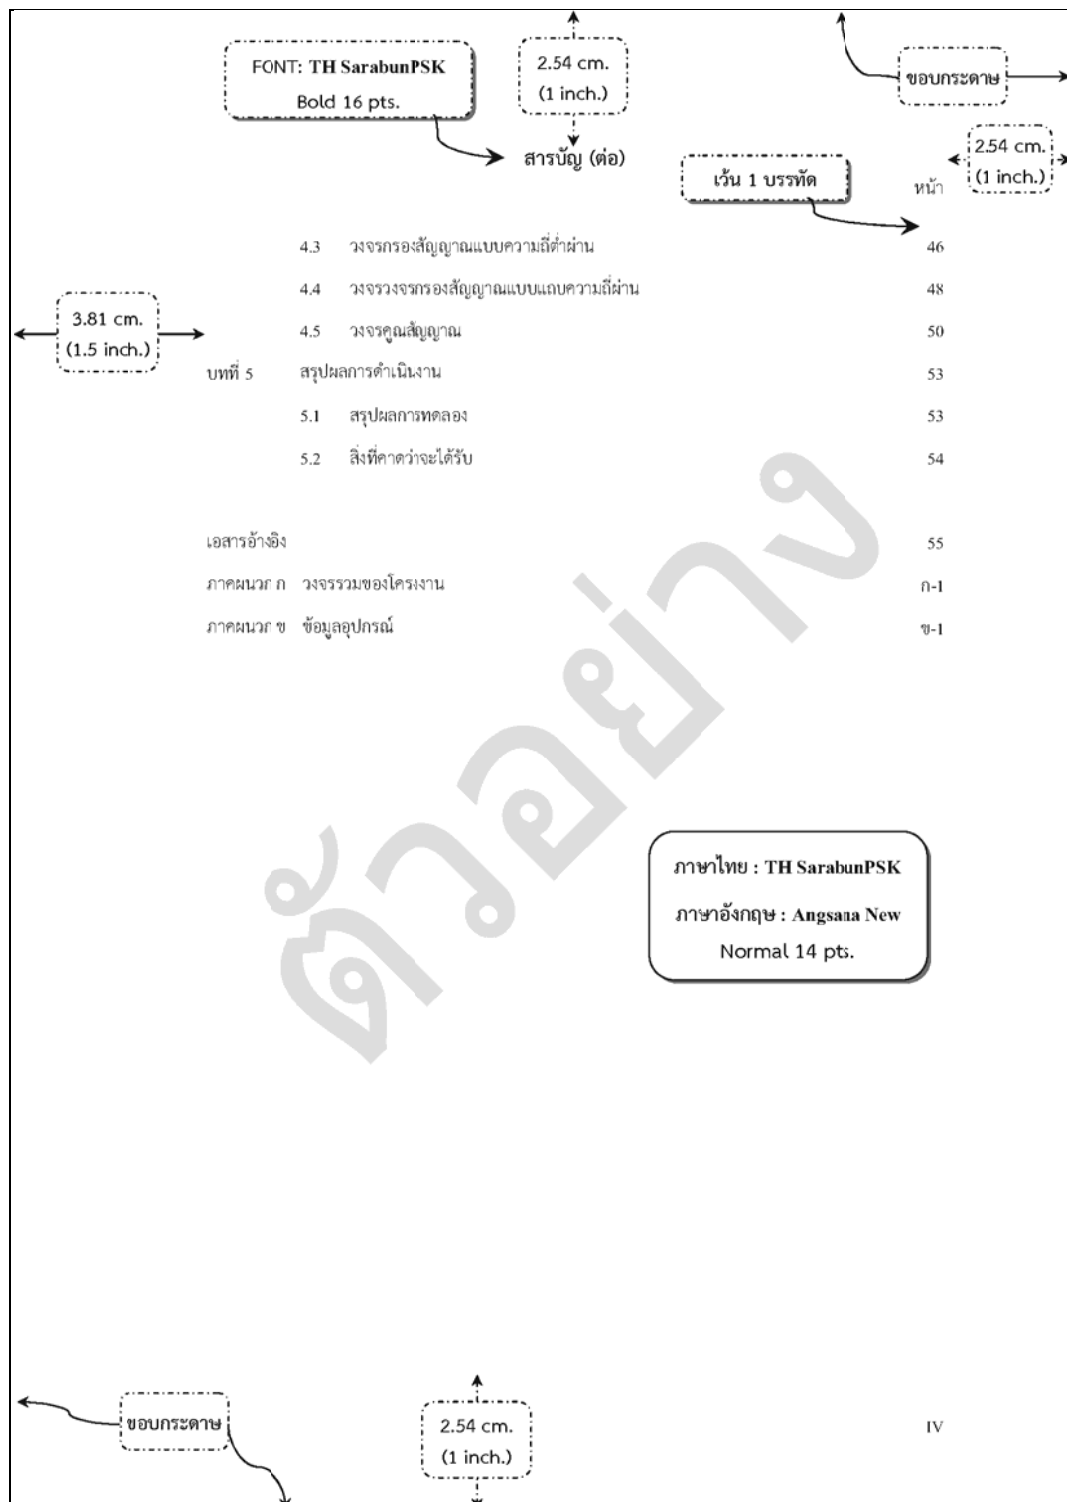 FONT: TH SarabunPSK
Bold 16 pts.
2.54 cm.
(1 inch.)
ขอบกระดาษ
2.54 cm.
(1 inch.)
สารบัญ (ต่อ)
เว้น 1 บรรทัด
หน้า
4.3 วงจรกรองสัญญาณแบบความถี่ต่ำผ่าน 46
4.4 วงจรวงจรกรองสัญญาณแบบแถบความถี่ผ่าน 48
3.81 cm.
(1.5 inch.)
4.5 วงจรคูณสัญญาณ 50
บทที่ 5 สรุปผลการดำเนินงาน 53
5.1 สรุปผลการทดลอง 53
5.2 สิ่งที่คาดว่าจะได้รับ 54
เอสารอ้างอิง 55
ภาคผนวก ก วงจรรวมของโครงงาน ก-1
ภาคผนวก ข ข้อมูลอุปกรณ์ ข-1
ตัวอย่าง
ภาษาไทย : TH SarabunPSK
ภาษาอังกฤษ : Angsana New
Normal 14 pts.
ขอบกระดาษ
2.54 cm.
(1 inch.)
IV